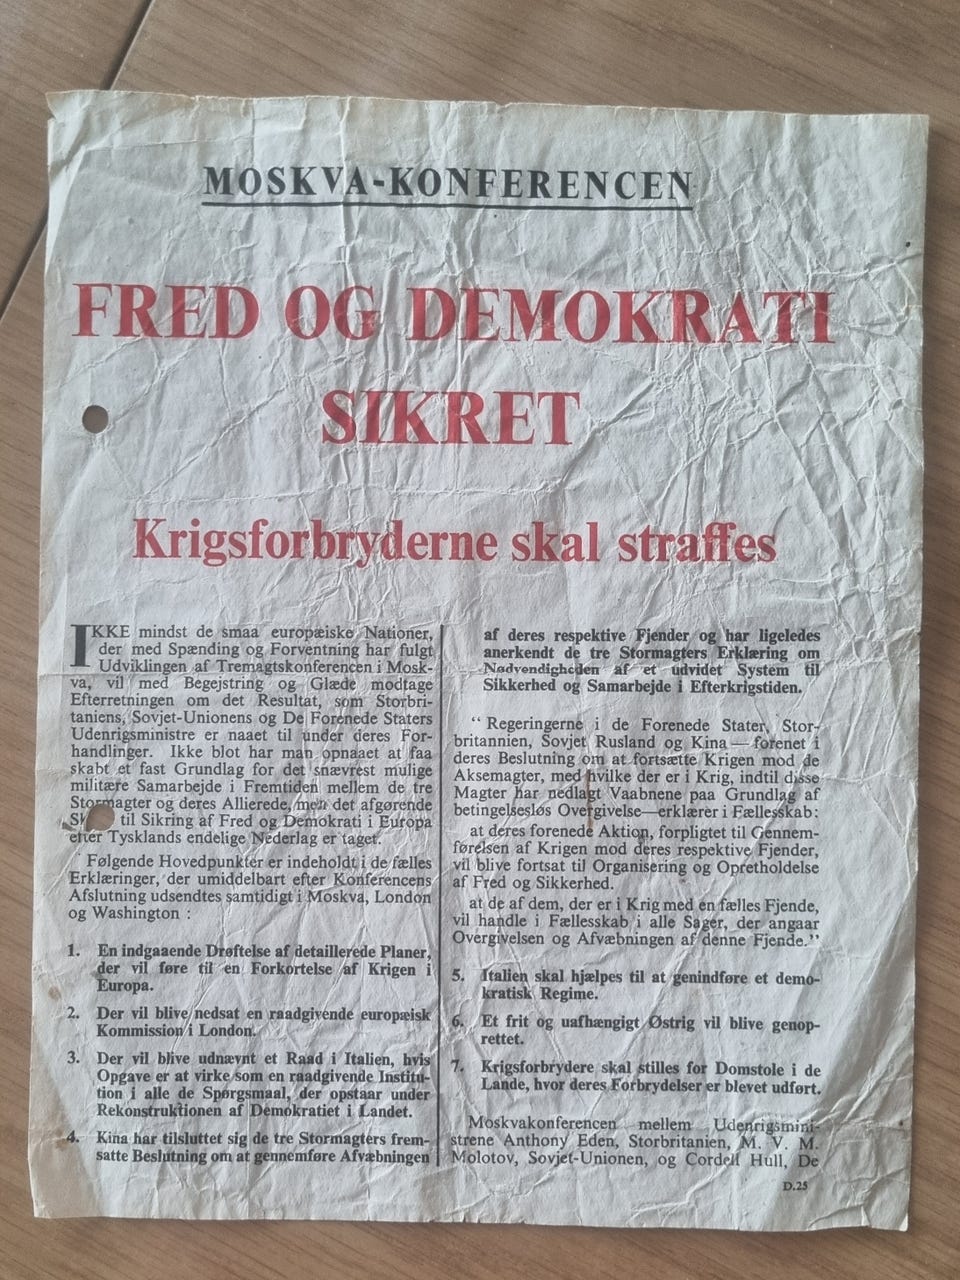 MOSKVA-KONFERENCEN
FRED OG DEMOKRATI
SIKRET
Krigsforbryderne skal straffes
IKKE mindst de smaa europæiske Nationer,
der med Spænding og Forventning har fulgt
Udviklingen af Tremagtskonferencen i Mosk-
va, vil med Begejstring og Glæde modtage
Efterretningen om det Resultat, som Storbri-
taniens, Sovjet-Unionens og De Forenede Staters
Udenrigsministre er naaet til under deres For-
handlinger. Ikke blot har man opnaaet at faa
skabt et fast Grundlag for det snævrest mulige
militære Samarbejde i Fremtiden mellem de tre
Stormagter og deres Allierede, men det afgørende
til Sikring af Fred og Demokrati i Europa
efter Tysklands endelige Nederlag er taget.
Følgende Hovedpunkter er indeholdt i de fælles
Erklæringer, der umiddelbart efter Konferencens
Afslutning udsendtes samtidigt i Moskva, London
og Washington :
1. En indgaaende Drøftelse af detaillerede Planer,
der vil føre til en Forkortelse af Krigen i
Europa.
2. Der vil blive nedsat en raadgivende europæisk
Kommission i London.
3. Der vil blive udnævnt et Raad i Italien, hvis
Opgave er at virke som en raadgivende Institu-
tion i alle de Spørgsmaal, der opstaar under
Rekonstruktionen af Demokratiet i Landet.
4. Kina har tilsluttet sig de tre Stormagters frem-
satte Beslutning om at gennemføre Afvæbningen
af deres respektive Fjender og har ligeledes
anerkendt de tre Stormagters Erklæring om
Nødvendigheden af et udvidet System til
Sikkerhed og Samarbejde i Efterkrigstiden.
“ Regeringerne i de Forenede Stater, Stor-
britannien, Sovjet Rusland og Kina — forenet i
deres Beslutning om at fortsætte Krigen mod de
Aksemagter, med hvilke der er i Krig, indtil disse
Magter har nedlagt Vaabnene paa Grundlag af
betingelsesløs Overgivelse—erklærer i Fællesskab :
at deres forenede Aktion, forpligtet til Gennem-
førelsen af Krigen mod deres respektive Fjender,
vil blive fortsat til Organisering og Opretholdelse
af Fred og Sikkerhed.
at de af dem, der er i Krig med en fælles Fjende,
vil handle i Fællesskab i alle Sager, der angaar
Overgivelsen og Afvæbningen af denne Fjende.”
5. Italien skal hjælpes til at genindføre et demo-
kratisk Regime.
6. Et frit og uafhængigt Østrig vil blive genop-
rettet.
7. Krigsforbrydere skal stilles for Domstole i de
Lande, hvor deres Forbrydelser er blevet udført.
Moskvakonferencen mellem Udenrigsmini-
strene Anthony Eden, Storbritanien, M. V. M.
Molotov, Sovjet-Unionen, og Cordell Hull, De
D.25